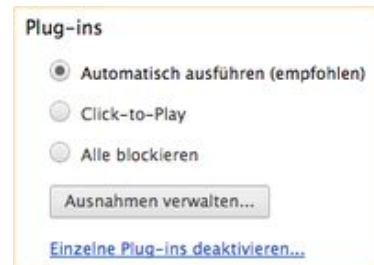 Plug-ins
Automatisch ausführen (empfohlen)
Click-to-Play
Alle blockieren
Ausnahmen verwalten...
Einzelne Plug-ins deaktivieren...